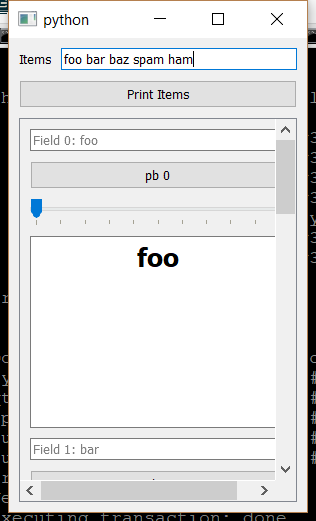 python
Items foo bar baz spam ham
Print Items
Field 0: foo
pb 0
foo
Field 1: bar
executing transaction: done